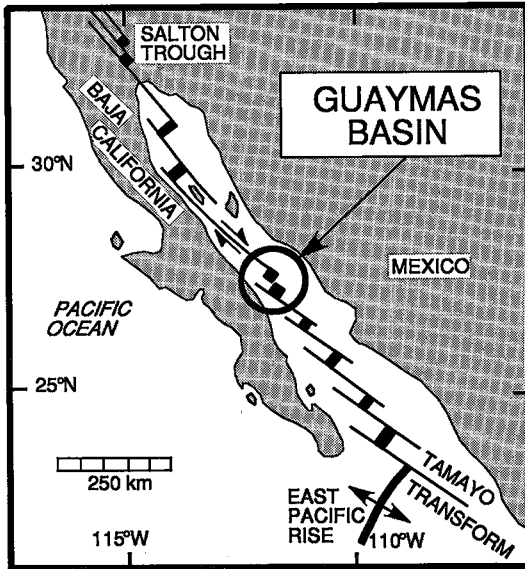 SALTON
TROUGH
GUAYMAS
BASIN
BAJA
CALIFORNIA
30°N
MEXICO
PACIFIC
OCEAN
25°N
250 km
TAMAYO
TRANSFORM
EAST
PACIFIC
RISE
115°W
110°W